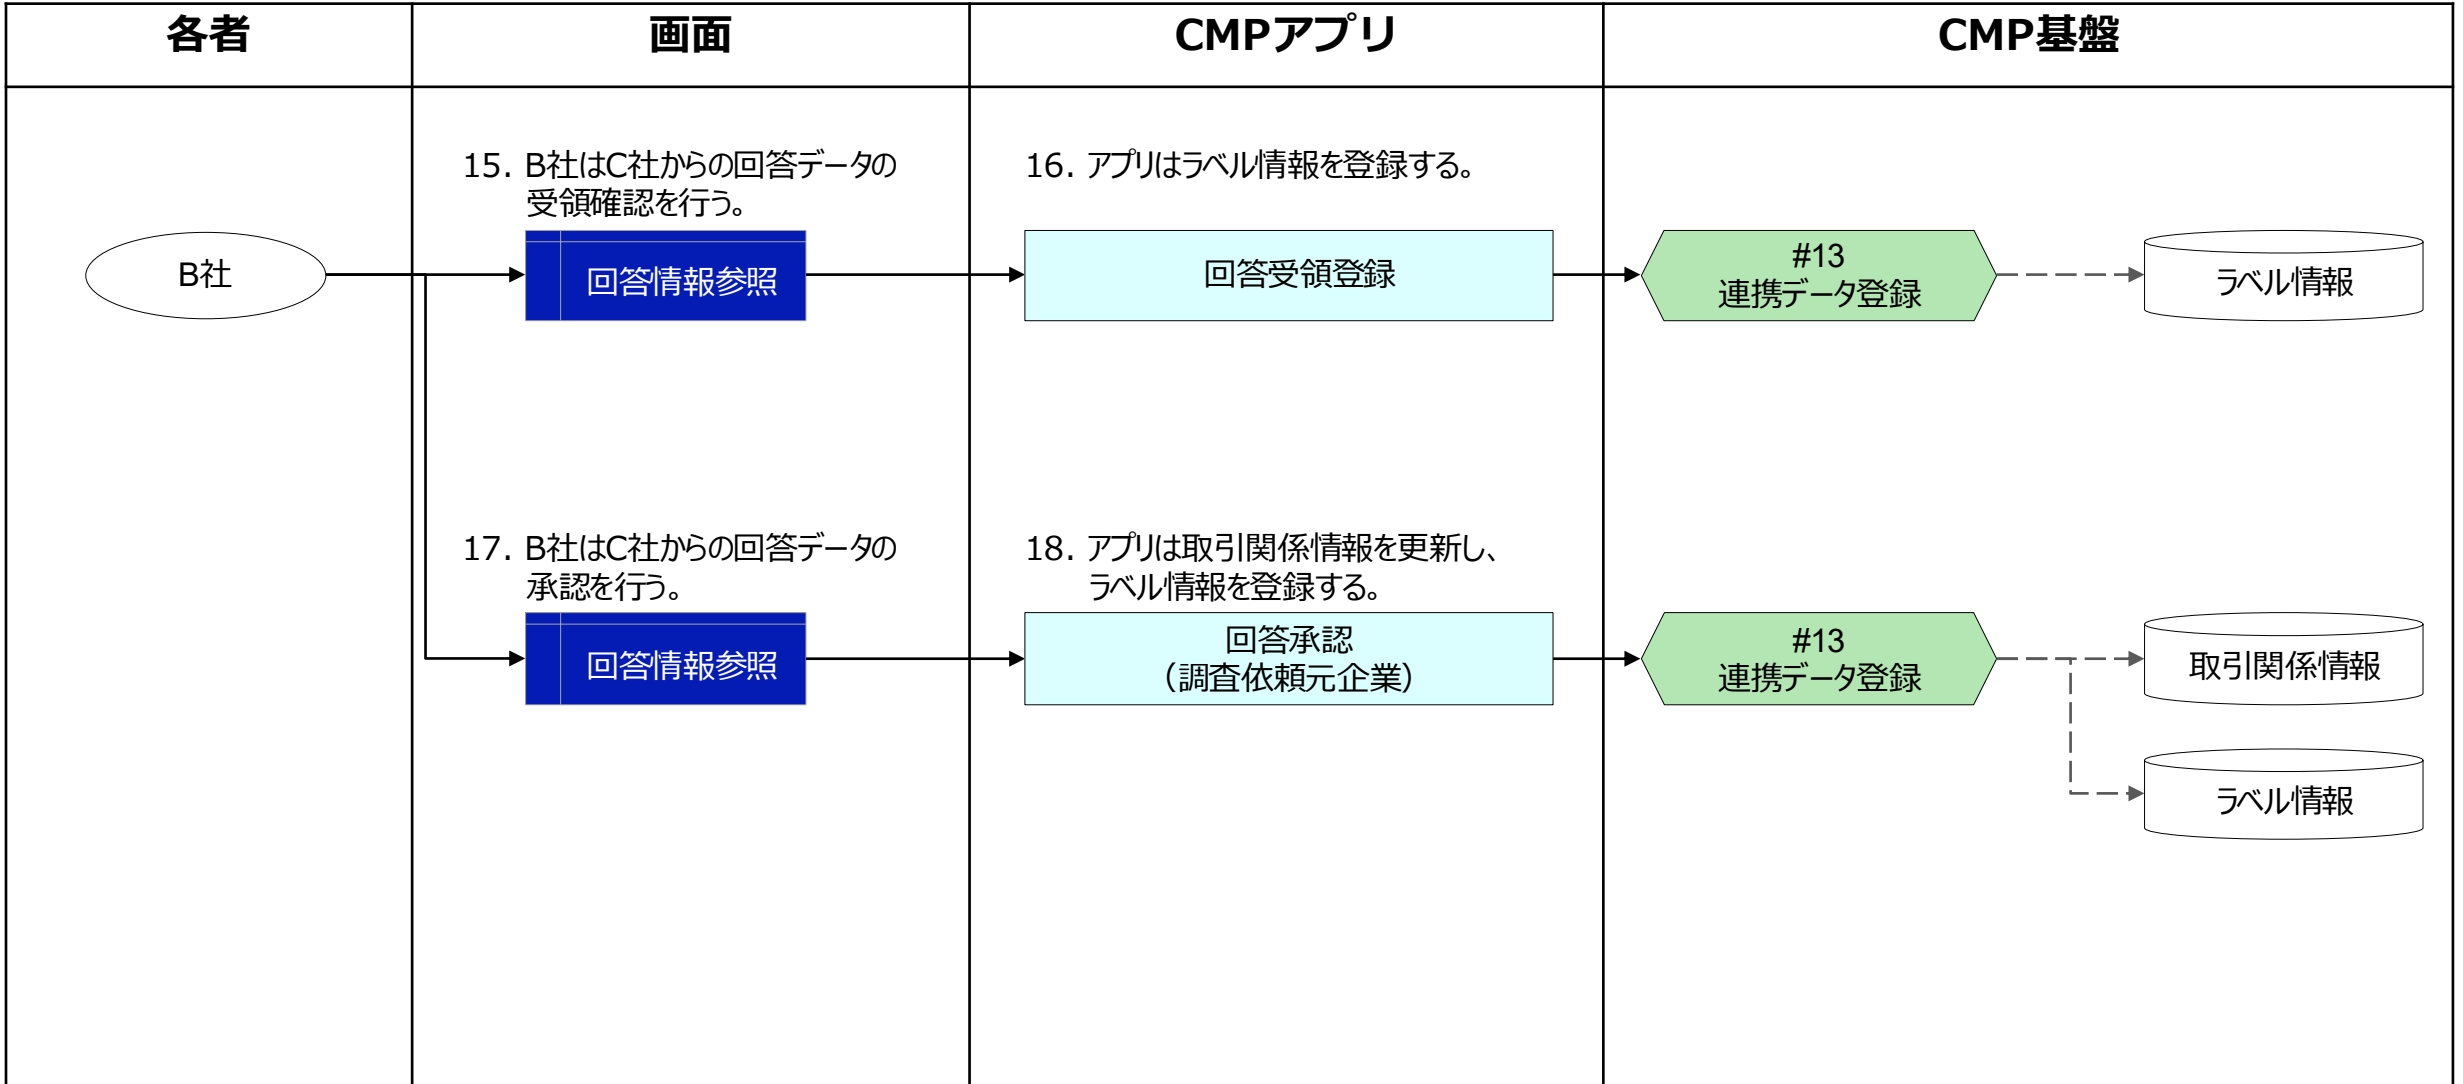 各者
画面
CMPアプリ
CMP基盤
15. B社はC社からの回答データの
受領確認を行う。
16. アプリはラベル情報を登録する。
B社
回答情報参照
回答受領登録
#13
連携データ登録
ラベル情報
17. B社はC社からの回答データの
承認を行う。
18. アプリは取引関係情報を更新し、
ラベル情報を登録する。
回答情報参照
回答承認
（調査依頼元企業）
#13
連携データ登録
取引関係情報
ラベル情報